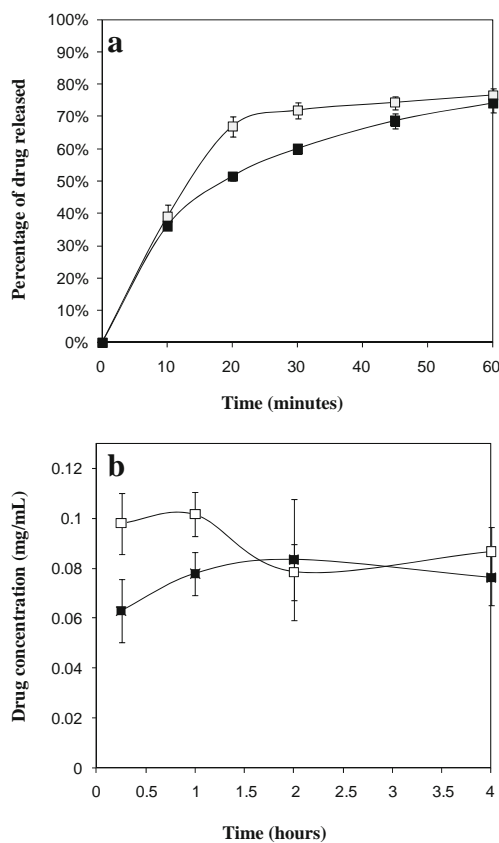 a
Percentage of drug released
100%
90%
80%
70%
60%
50%
40%
30%
20%
10%
0%
0 10 20 30 40 50 60
Time (minutes)
b
Drug concentration (mg/mL)
0.12
0.1
0.08
0.06
0.04
0.02
0
0 0.5 1 1.5 2 2.5 3 3.5 4
Time (hours)